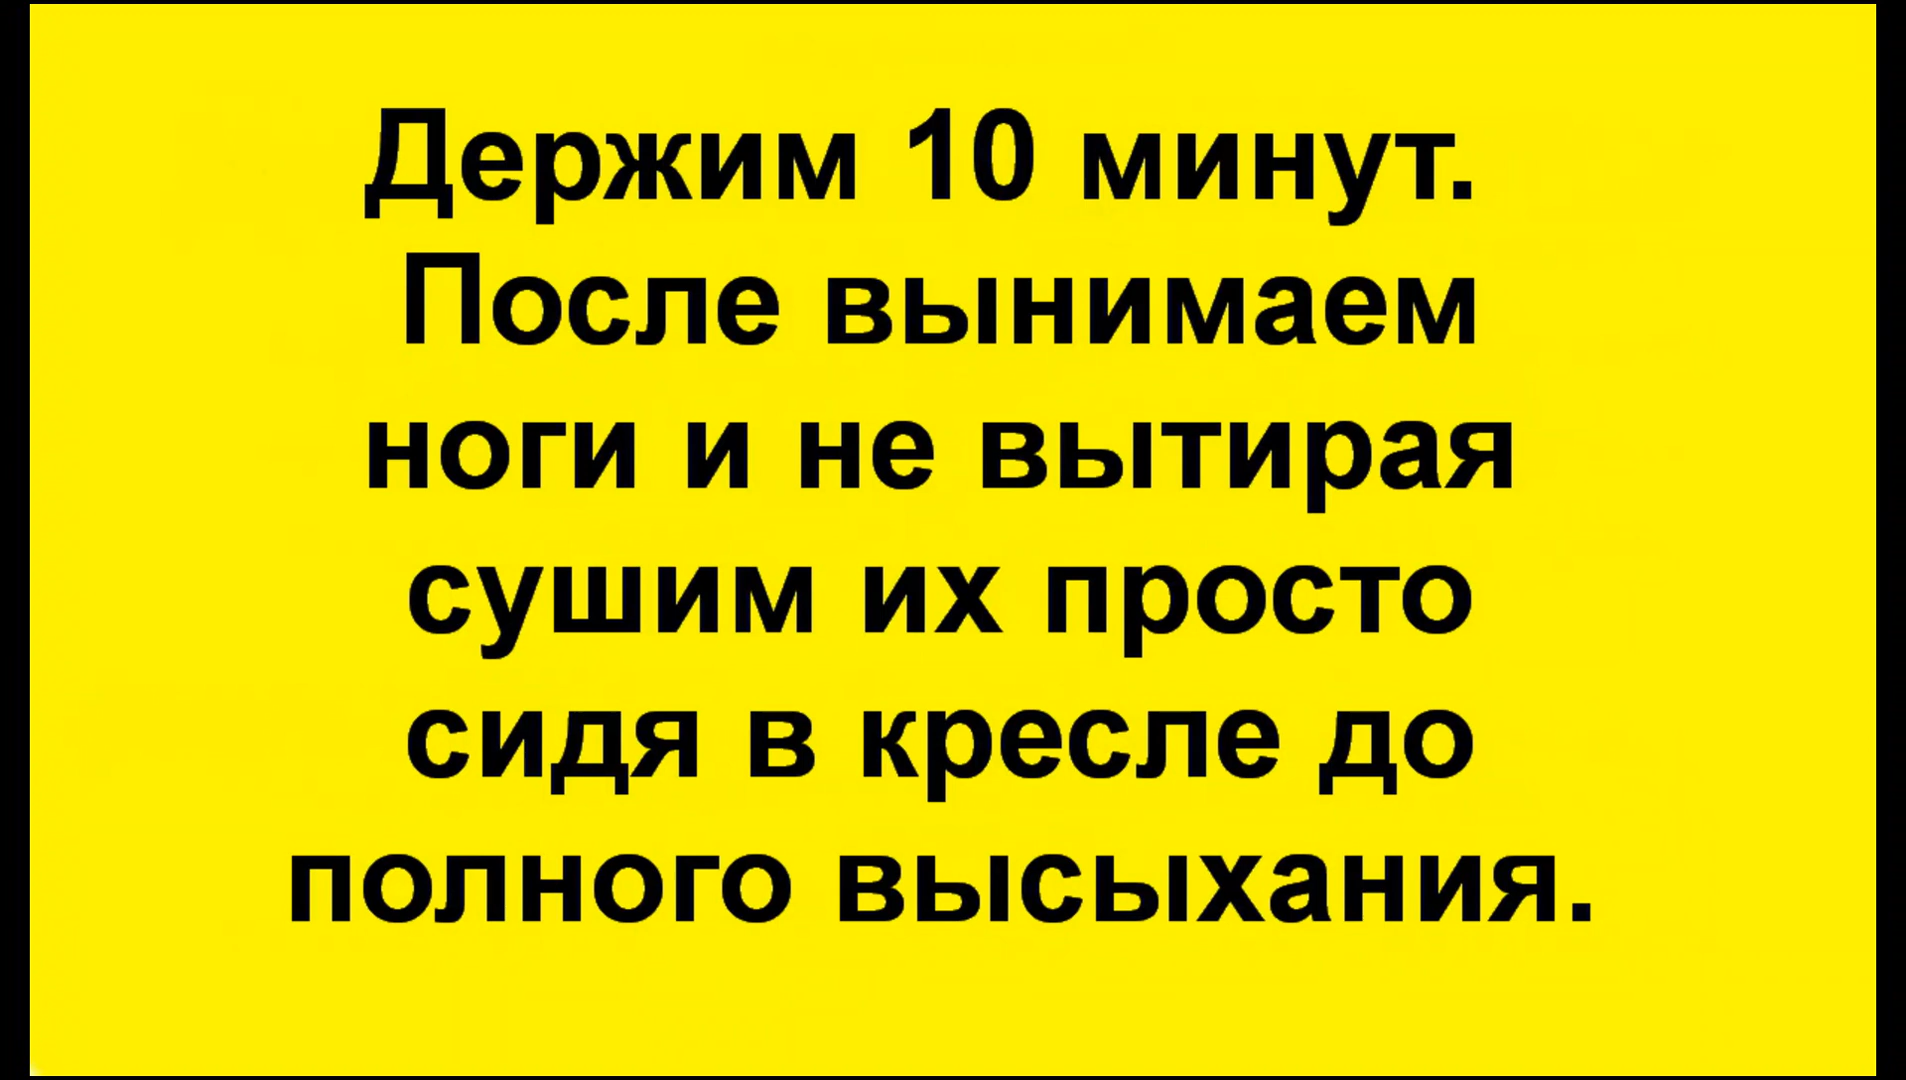 Держим 10 минут.
После вынимаем
ноги и не вытирая
сушим их просто
сидя в кресле до
полного высыхания.